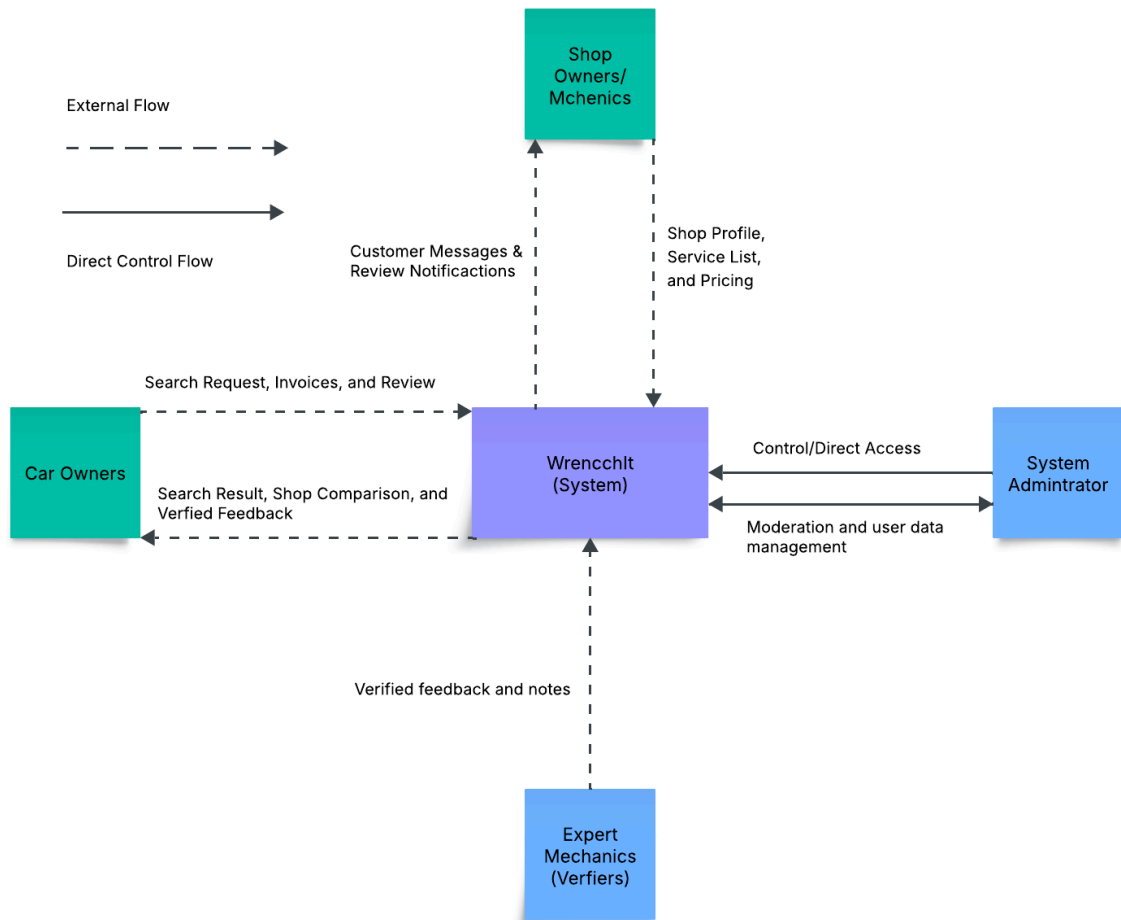 Shop
Owners/
Mchenics
External Flow
Direct Control Flow
Customer Messages &
Review Notificactions
Shop Profile,
Service List,
and Pricing
Search Request, Invoices, and Review
Car Owners
Search Result, Shop Comparison, and
Verfied Feedback
WrencchIt
(System)
Control/Direct Access
Moderation and user data
management
System
Admintrator
Verified feedback and notes
Expert
Mechanics
(Verfiers)